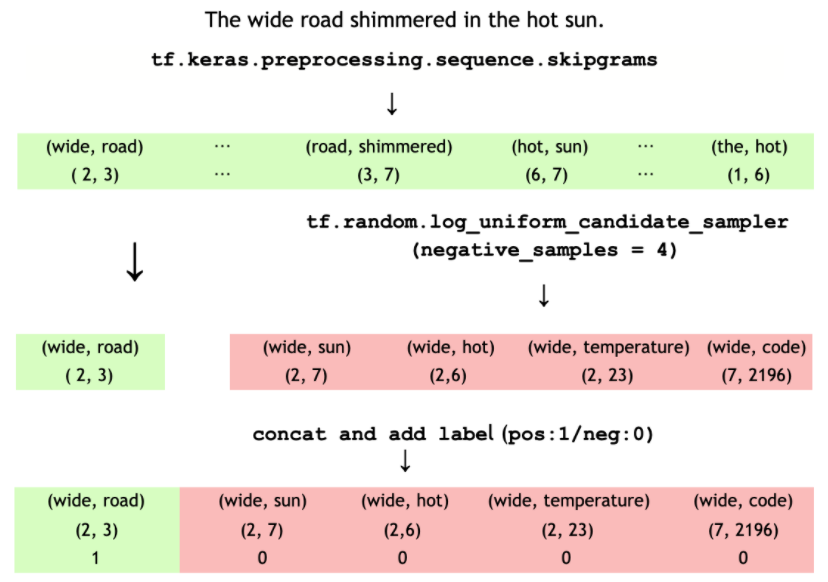 The wide road shimmered in the hot sun.
tf.keras.preprocessing.sequence.skipgrams
(wide, road) ... (road, shimmered) (hot, sun) ... (the, hot)
( 2, 3) ... (3, 7) (6, 7) ... (1, 6)
tf.random.log_uniform_candidate_sampler
(negative_samples = 4)
(wide, road) (wide, sun) (wide, hot) (wide, temperature) (wide, code)
( 2, 3) (2, 7) (2,6) (2, 23) (7, 2196)
concat and add label (pos:1/neg:0)
(wide, road) (wide, sun) (wide, hot) (wide, temperature) (wide, code)
(2, 3) (2, 7) (2,6) (2, 23) (7, 2196)
1 0 0 0 0